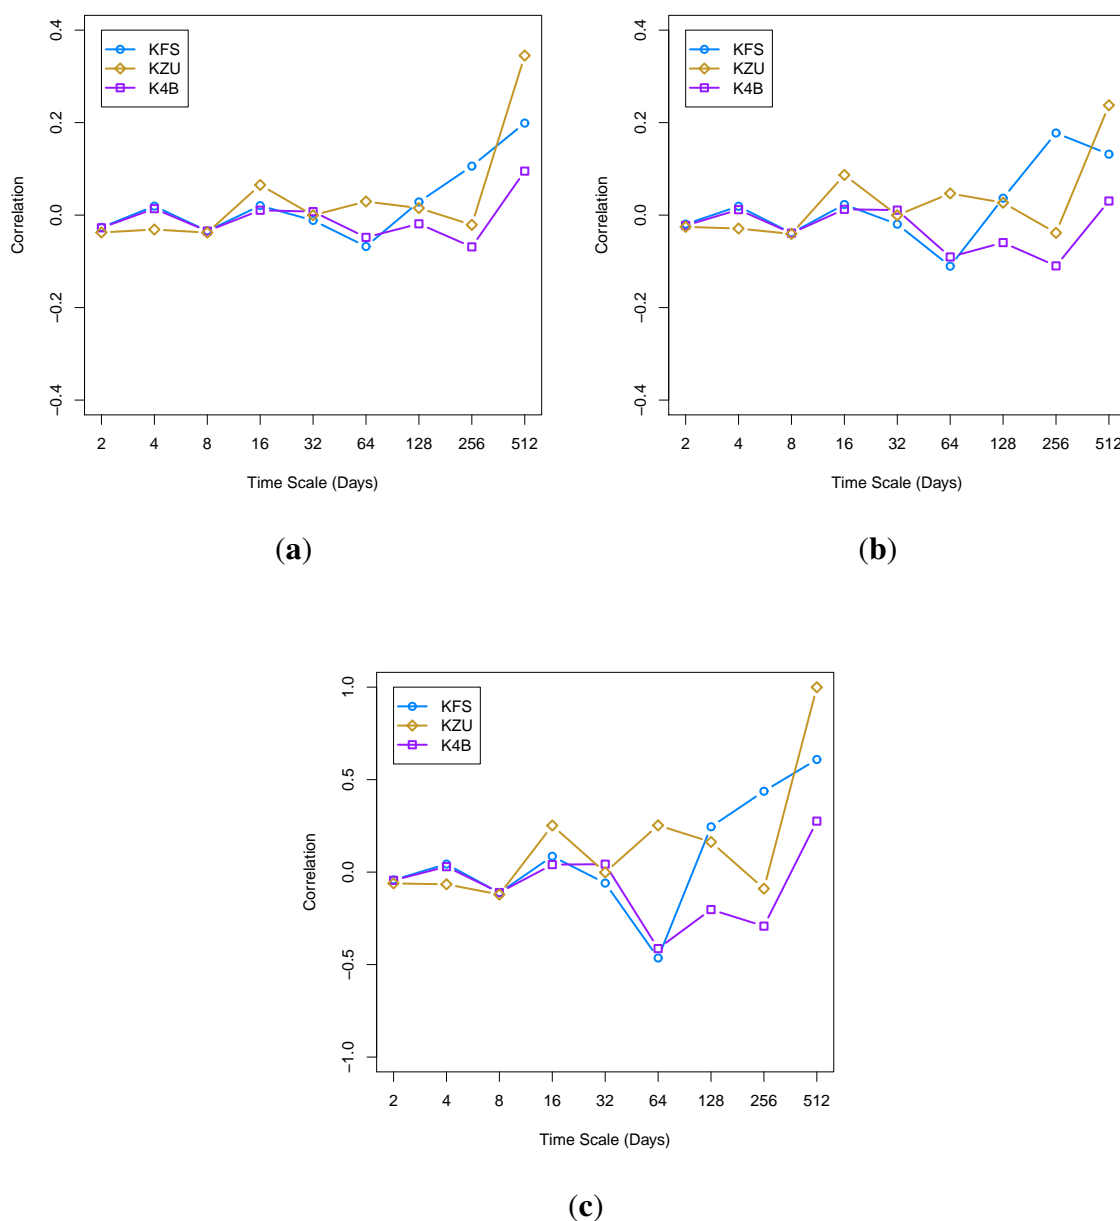 KFS
KZU
K4B
Correlation
0.4
0.2
0.0
−0.2
−0.4
2 4 8 16 32 64 128 256 512
Time Scale (Days)
(a)
KFS
KZU
K4B
Correlation
0.4
0.2
0.0
−0.2
−0.4
2 4 8 16 32 64 128 256 512
Time Scale (Days)
(b)
KFS
KZU
K4B
Correlation
1.0
0.5
0.0
−0.5
−1.0
2 4 8 16 32 64 128 256 512
Time Scale (Days)
(c)